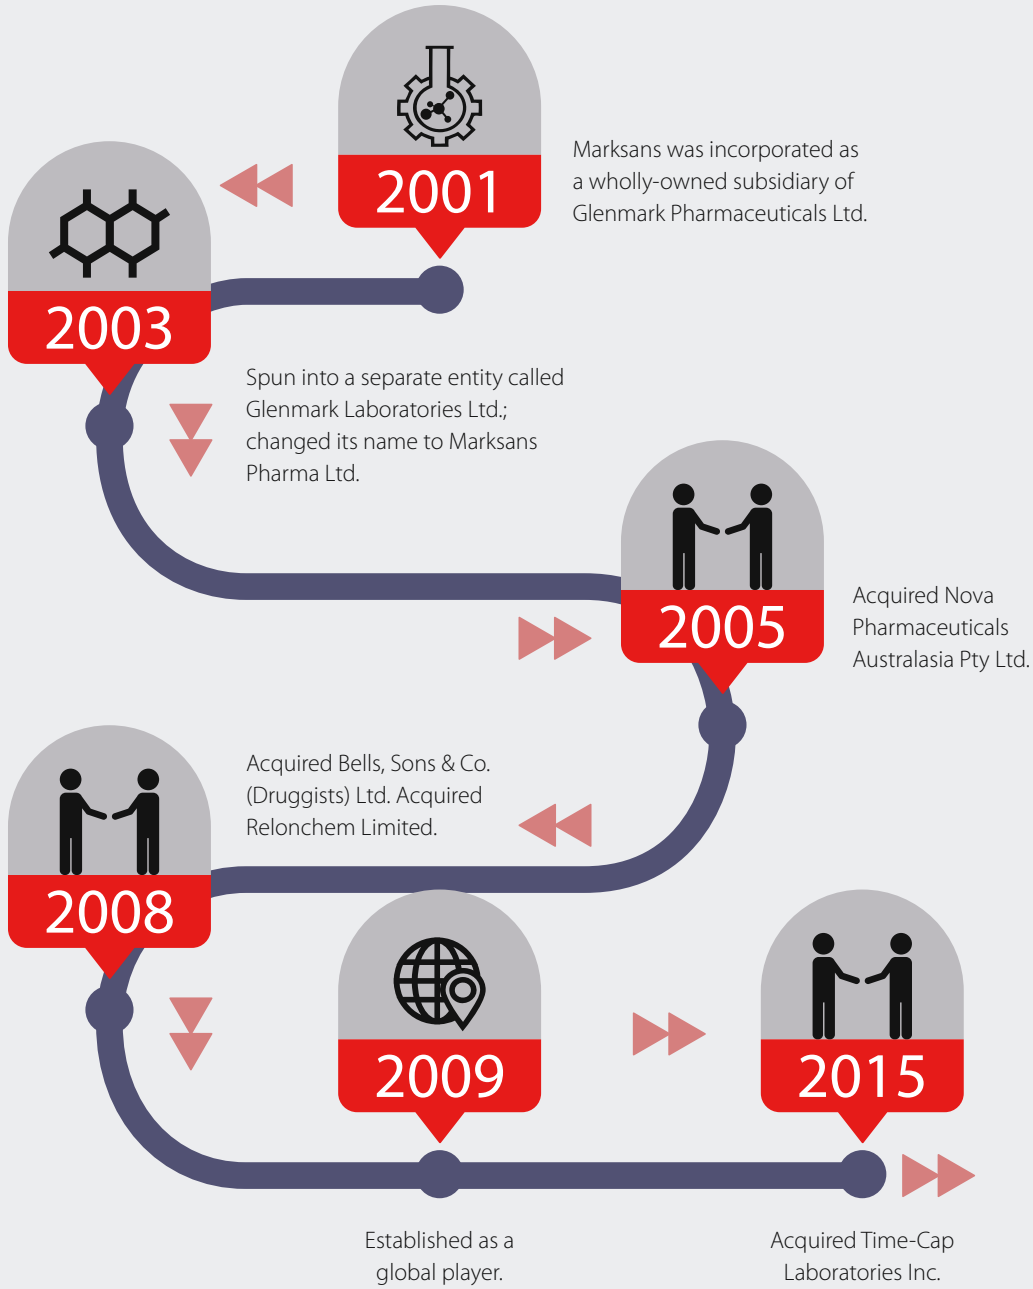 2001
Marksans was incorporated as
a wholly-owned subsidiary of
Glenmark Pharmaceuticals Ltd.
2003
Spun into a separate entity called
Glenmark Laboratories Ltd.;
changed its name to Marksans
Pharma Ltd.
2005
Acquired Nova
Pharmaceuticals
Australasia Pty Ltd.
2008
Acquired Bells, Sons & Co.
(Druggists) Ltd. Acquired
Relonchem Limited.
2009
Established as a
global player.
2015
Acquired Time-Cap
Laboratories Inc.